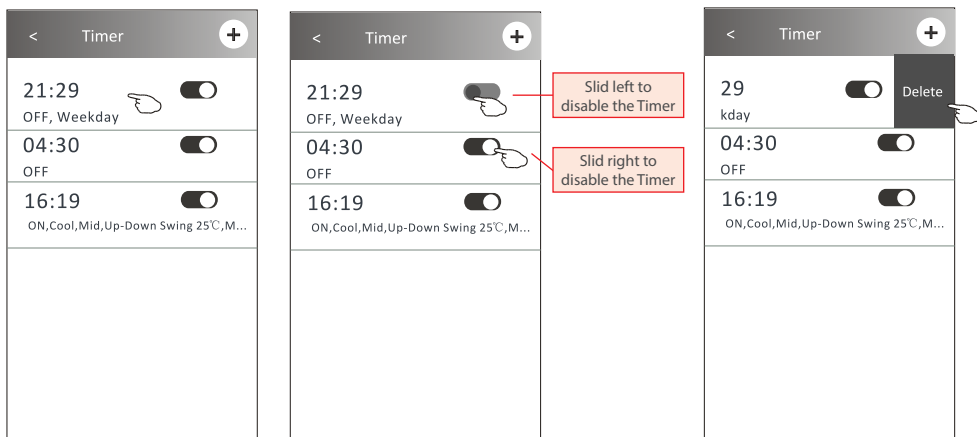 < Timer +
21:29
OFF, Weekday
04:30
OFF
16:19
ON,Cool,Mid,Up-Down Swing 25℃,M...
< Timer +
21:29
OFF, Weekday
04:30
OFF
16:19
ON,Cool,Mid,Up-Down Swing 25℃,M...
Slid left to
disable the Timer
Slid right to
disable the Timer
< Timer +
29
kday
Delete
04:30
OFF
16:19
ON,Cool,Mid,Up-Down Swing 25℃,M...